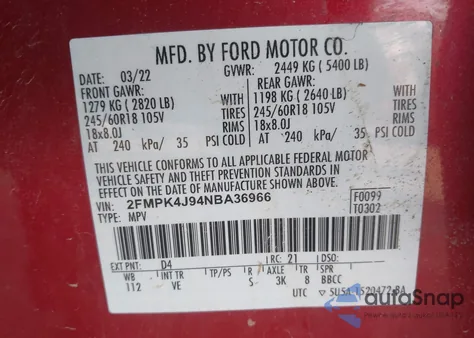 MFD. BY FORD MOTOR CO.
DATE: 03/22 GVWR: 2449 KG ( 5400 LB)
FRONT GAWR: REAR GAWR:
1279 KG ( 2820 LB) WITH 1198 KG ( 2640 LB) WITH
245/60R18 105V TIRES 245/60R18 105V TIRES
18x8.0J RIMS 18x8.0J RIMS
AT 240 kPa/ 35 PSI COLD AT 240 kPa/ 35 PSI COLD
THIS VEHICLE CONFORMS TO ALL APPLICABLE FEDERAL MOTOR
VEHICLE SAFETY AND THEFT PREVENTION STANDARDS IN
EFFECT ON THE DATE OF MANUFACTURE SHOWN ABOVE.
VIN: 2FMPK4J94NBA36966 F0099
TYPE: MPV T0302
EXT PNT: D4 RC: 21 DSO:
WB INT TR TP/PS R AXLE TR SPR
112 VE S 3K 8 BBCC
UTC
autoSnap